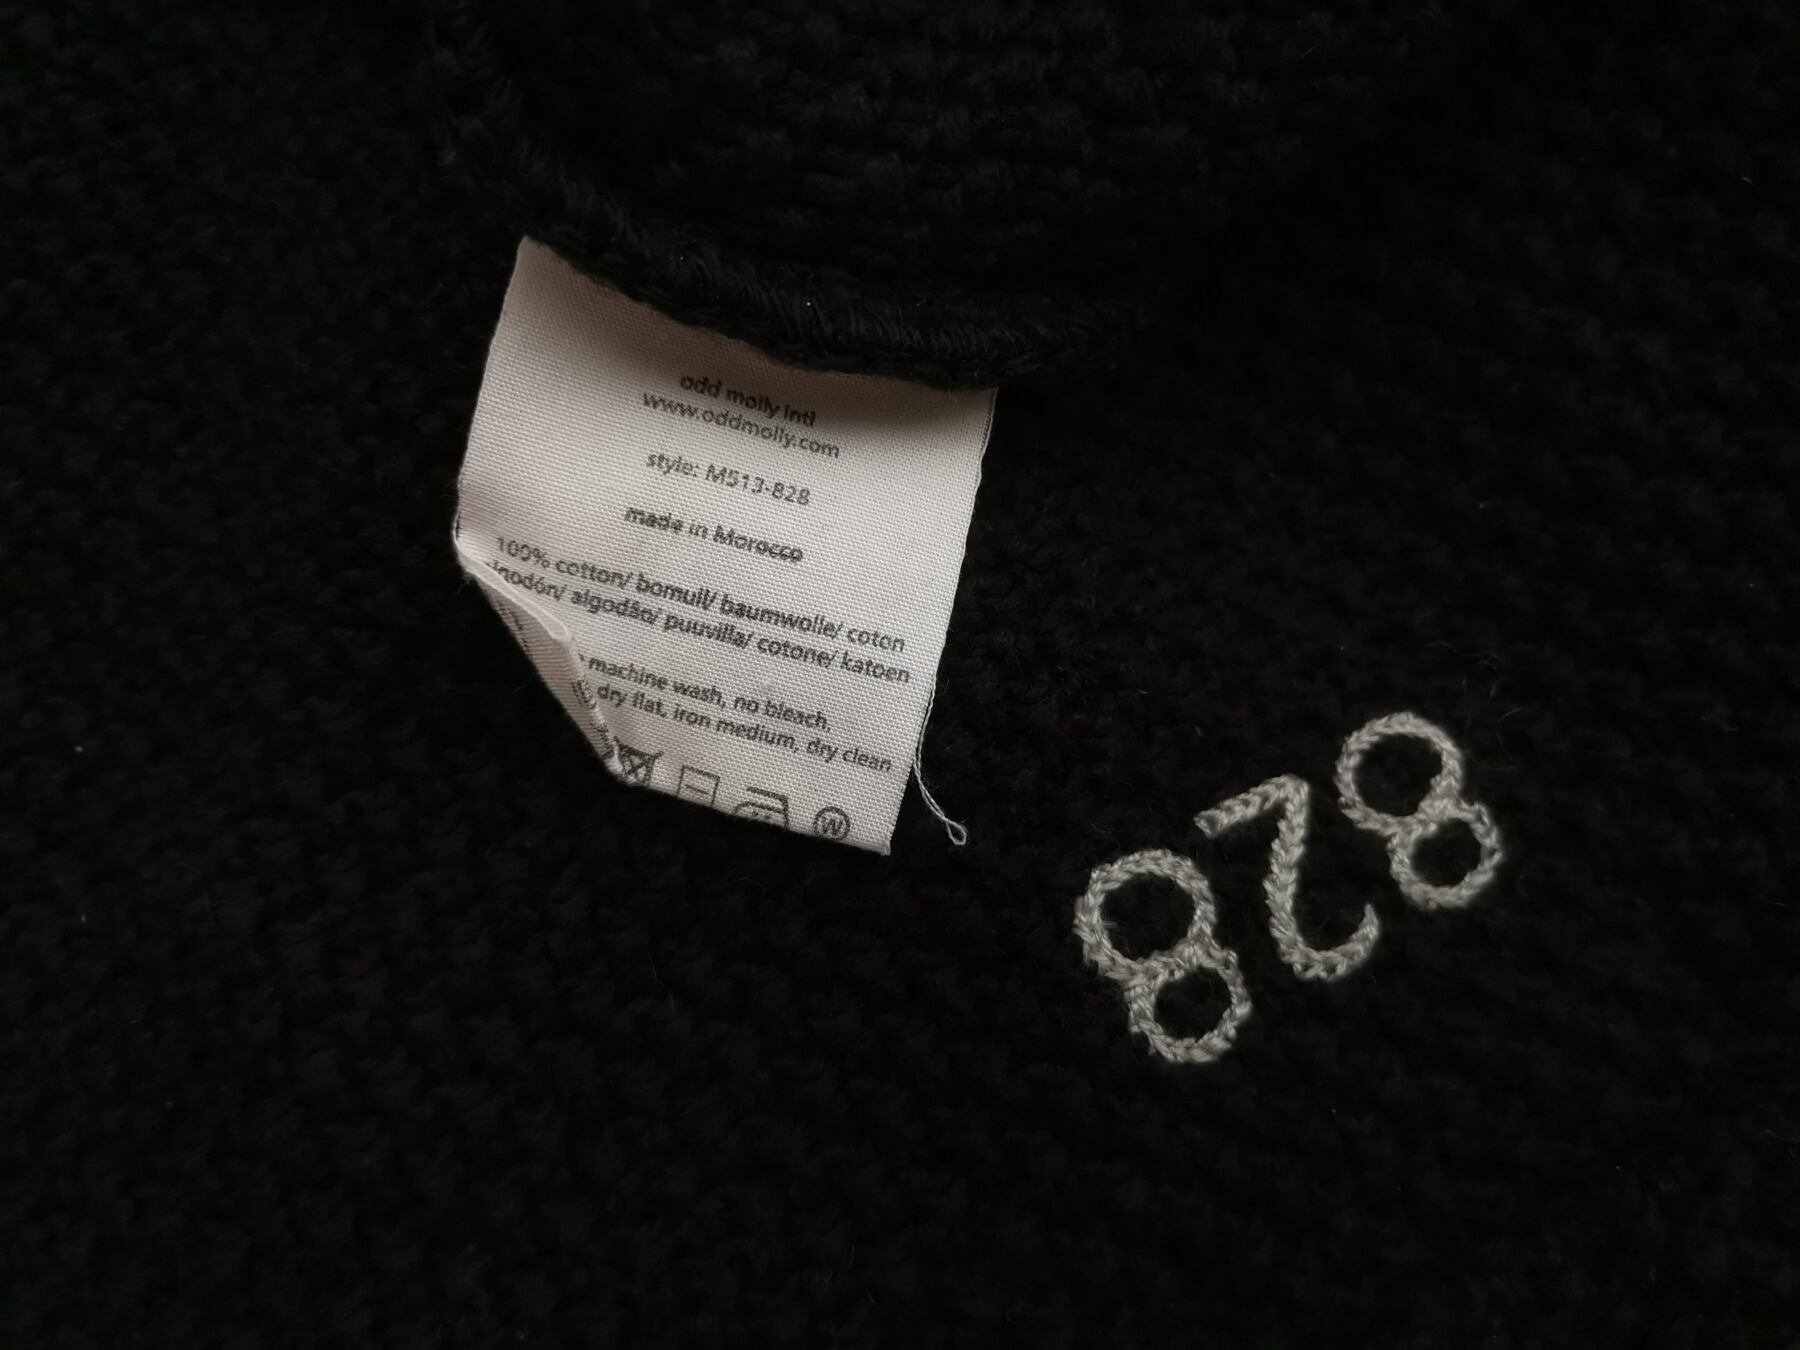 odd molly intl
www.oddmolly.com
style: M513-828
made in Morocco
100% cotton/ bomull/ baumwolle/ coton
algodón/ algodão/ puuvilla/ cotone/ katoen
machine wash, no bleach,
dry flat, iron medium, dry clean
W
828